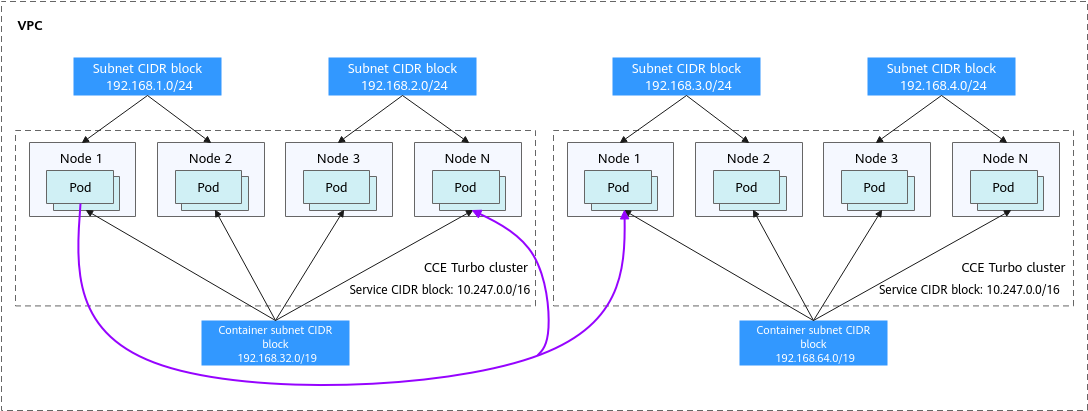 VPC
Subnet CIDR block
192.168.1.0/24
Subnet CIDR block
192.168.2.0/24
Subnet CIDR block
192.168.3.0/24
Subnet CIDR block
192.168.4.0/24
Node 1
Pod
Node 2
Pod
Node 3
Pod
Node N
Pod
Node 1
Pod
Node 2
Pod
Node 3
Pod
Node N
Pod
CCE Turbo cluster
Service CIDR block: 10.247.0.0/16
CCE Turbo cluster
Service CIDR block: 10.247.0.0/16
Container subnet CIDR
block
192.168.32.0/19
Container subnet CIDR
block
192.168.64.0/19